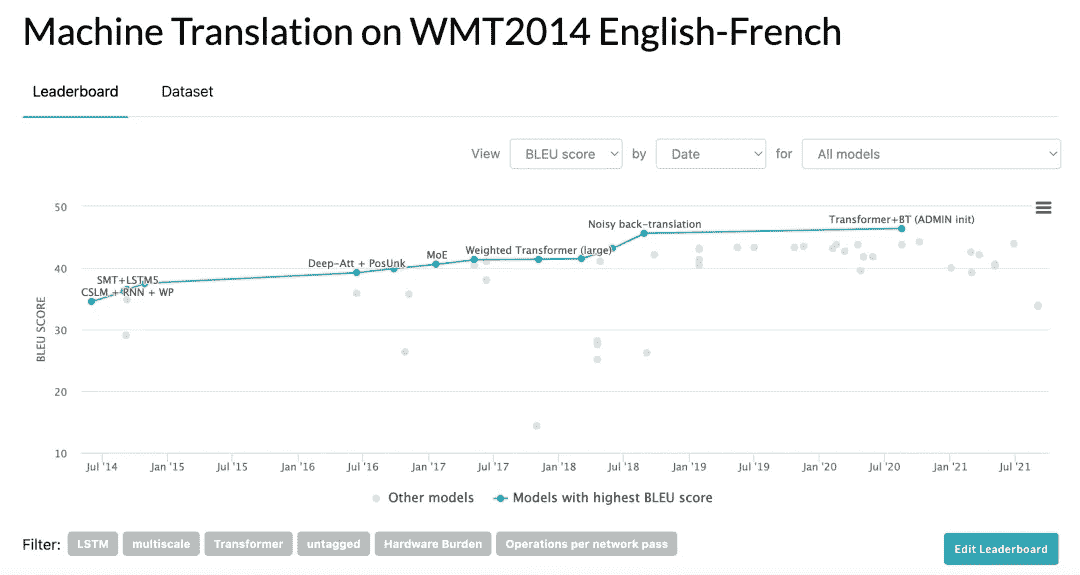 Machine Translation on WMT2014 English-French
Leaderboard Dataset
View BLEU score by Date for All models
50
40
30
20
10
BLEU SCORE
CSLM + RNN + WP
SMT+LSTM5
Deep-Att + PosUnk
MoE
Weighted Transformer (large)
Noisy back-translation
Transformer+BT (ADMIN init)
Jul '14 Jan '15 Jul '15 Jan '16 Jul '16 Jan '17 Jul '17 Jan '18 Jul '18 Jan '19 Jul '19 Jan '20 Jul '20 Jan '21 Jul '21
Other models Models with highest BLEU score
Filter: LSTM multiscale Transformer untagged Hardware Burden Operations per network pass
Edit Leaderboard